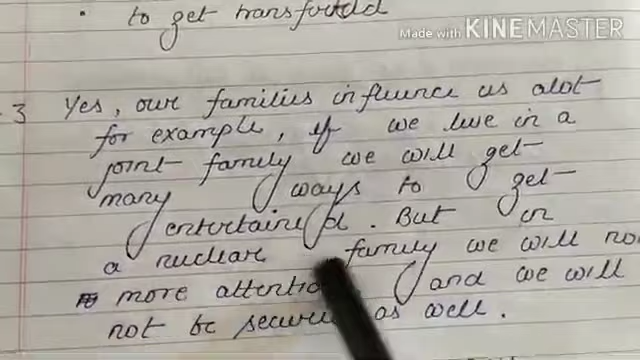 • to get transfor
Made with KINEMASTER
3 Yes, our families influence us alot
for example, if we live in a
joint family we will get
many ways to get
entertained. But in
a nuclear family we will
more attention and we will
not be secure as well.